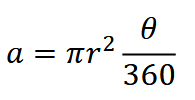 a = πr² θ/360